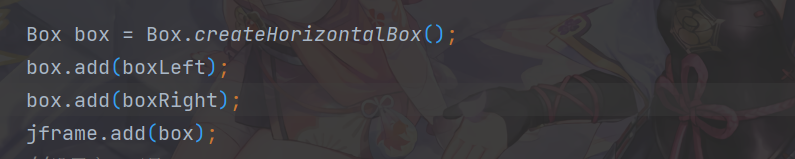 Box box = Box.createHorizontalBox();
box.add(boxLeft);
box.add(boxRight);
jframe.add(box);